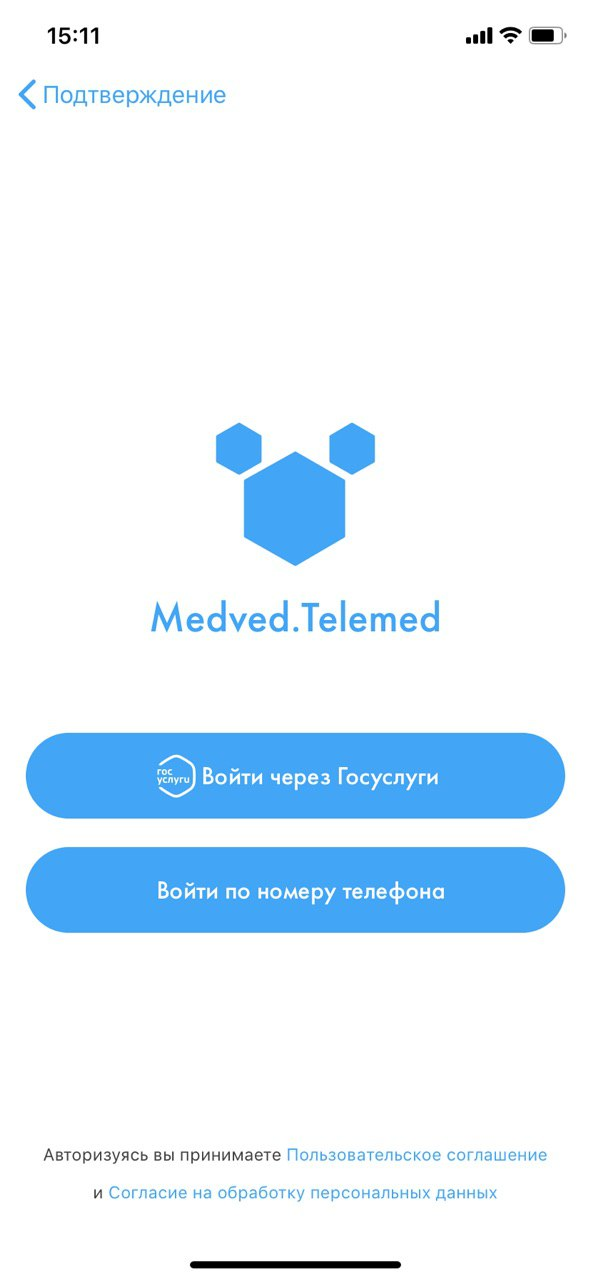 15:11
Подтверждение
Medved.Telemed
гос
услуги
Войти через Госуслуги
Войти по номеру телефона
Авторизуясь вы принимаете Пользовательское соглашение
и Согласие на обработку персональных данных